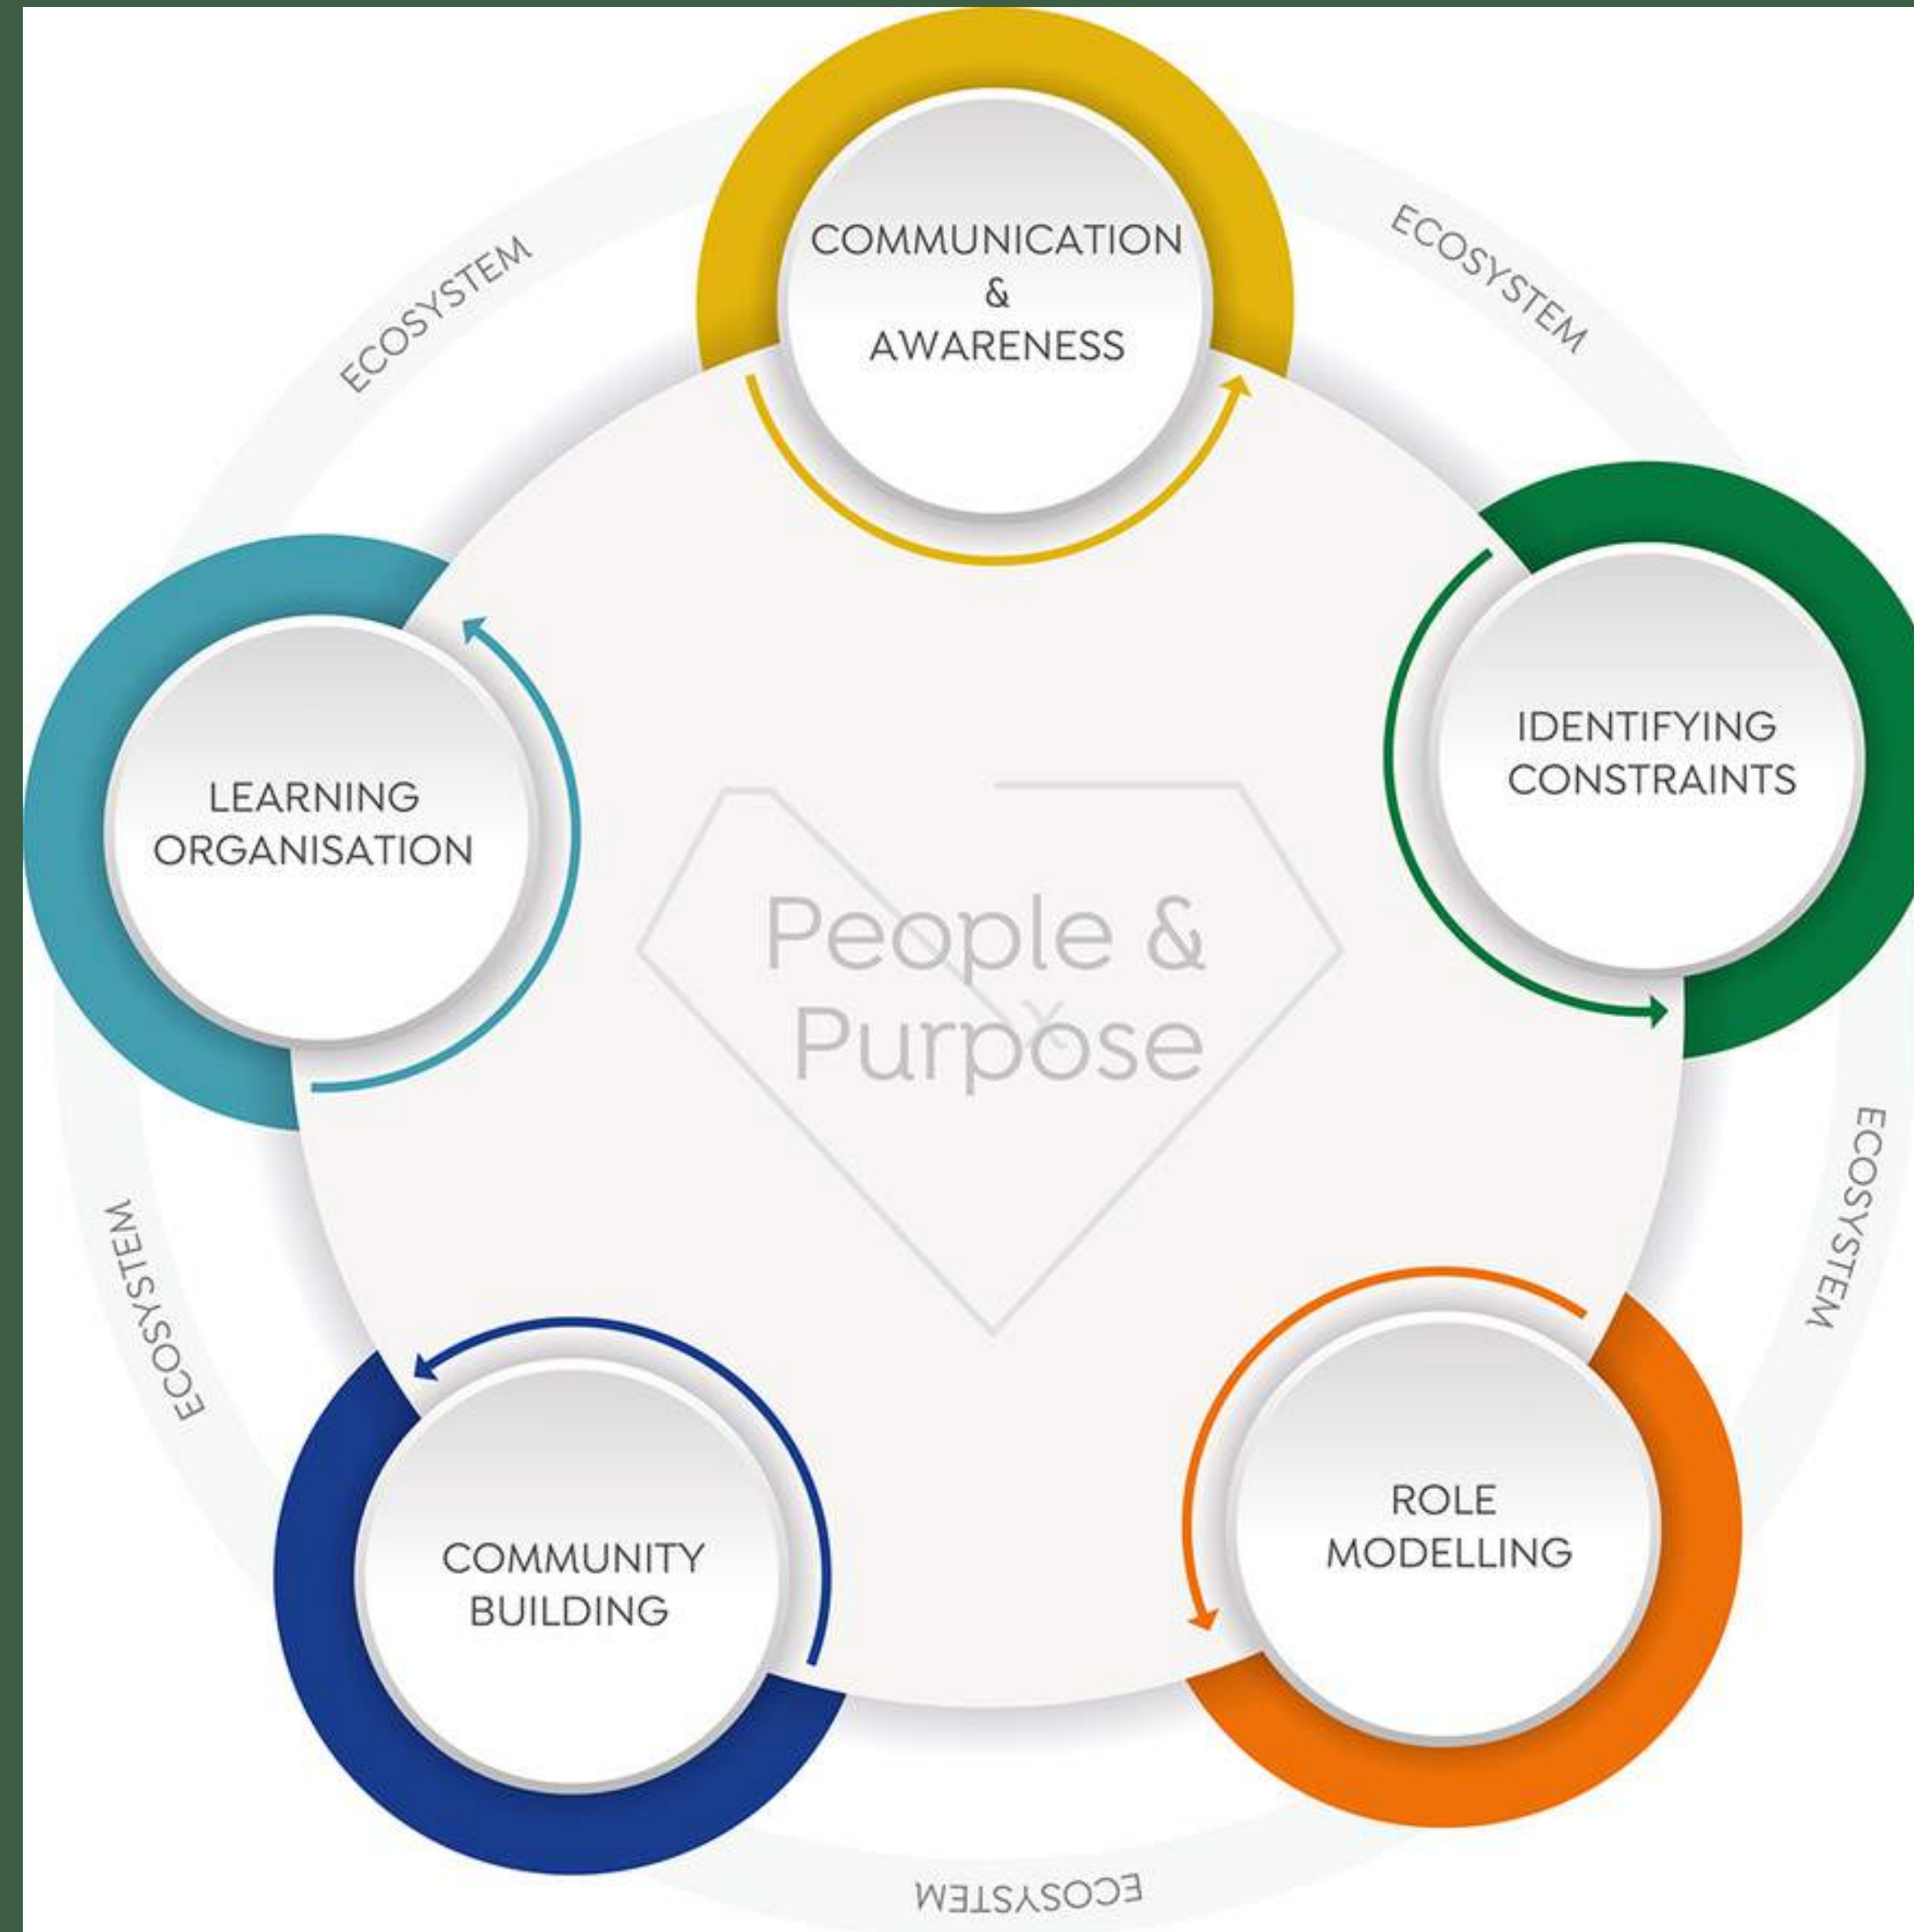 COMMUNICATION
&
AWARENESS
ECOSYSTEM
IDENTIFYING
CONSTRAINTS
ECOSYSTEM
ROLE
MODELLING
ECOSYSTEM
COMMUNITY
BUILDING
ECOSYSTEM
LEARNING
ORGANISATION
ECOSYSTEM
People &
Purpose